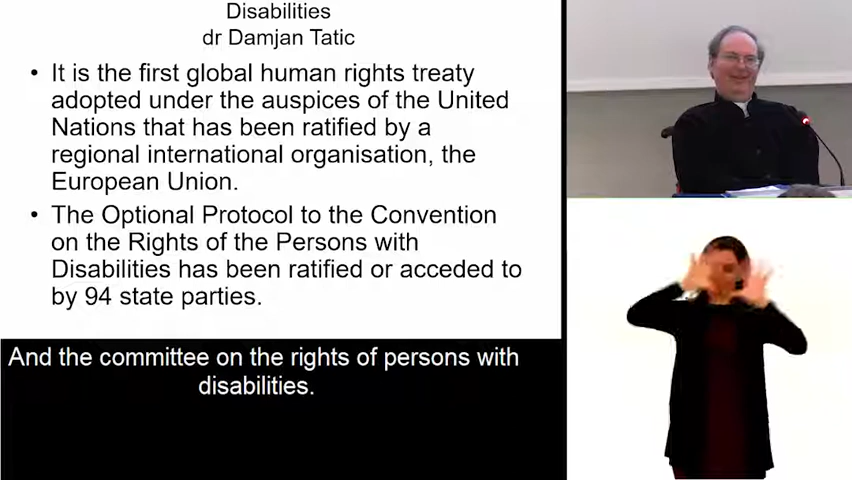 Disabilities
dr Damjan Tatic
• It is the first global human rights treaty
adopted under the auspices of the United
Nations that has been ratified by a
regional international organisation, the
European Union.
• The Optional Protocol to the Convention
on the Rights of the Persons with
Disabilities has been ratified or acceded to
by 94 state parties.
And the committee on the rights of persons with
disabilities.